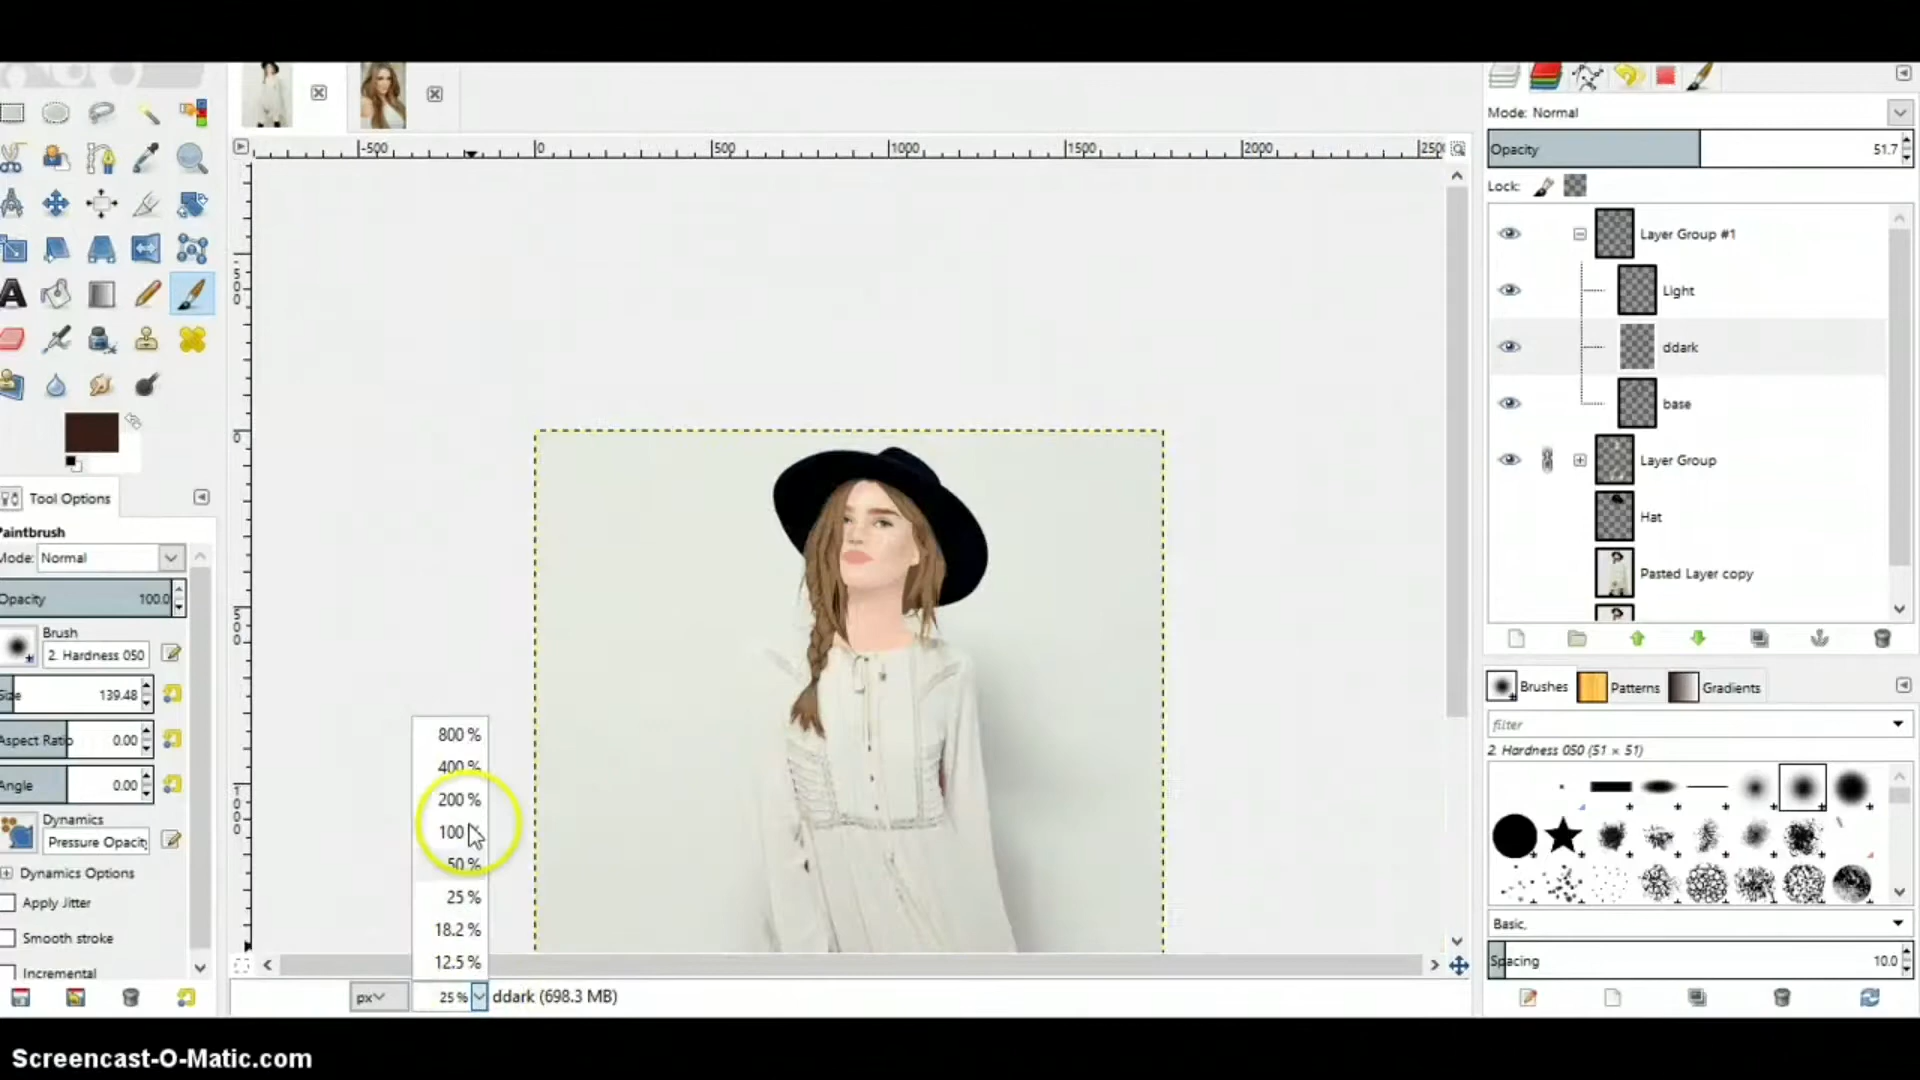 -500
0
500
1000
1500
2000
Tool Options
Paintbrush
Mode: Normal
Opacity 100.0
Brush
2. Hardness 050
Size 139.48
Aspect Ratio 0.00
Angle 0.00
Dynamics
Pressure Opacity
Dynamics Options
Apply Jitter
Smooth stroke
Incremental
800 %
400 %
200 %
100
50 %
25 %
18.2 %
12.5 %
px 25 % ddark (698.3 MB)
Mode: Normal
Opacity 51.7
Lock:
Layer Group #1
Light
ddark
base
Layer Group
Hat
Pasted Layer copy
Brushes Patterns Gradients
filter
2. Hardness 050 (51 × 51)
Basic,
Spacing 10.0
Screencast-O-Matic.com